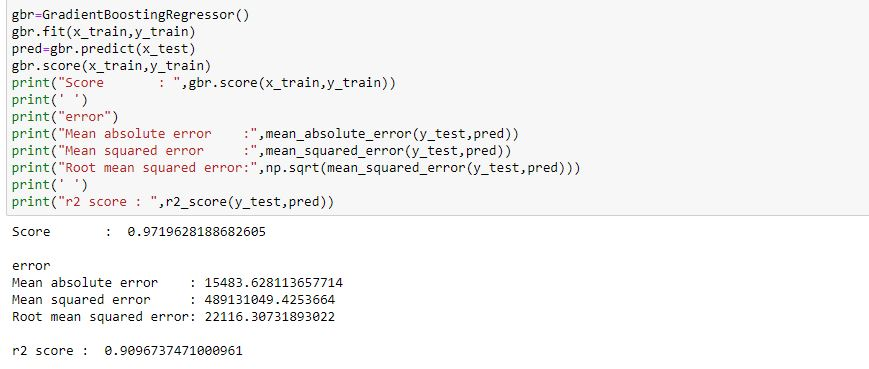 gbr=GradientBoostingRegressor()
gbr.fit(x_train,y_train)
pred=gbr.predict(x_test)
gbr.score(x_train,y_train)
print("Score       : ",gbr.score(x_train,y_train))
print(' ')
print("error")
print("Mean absolute error    :",mean_absolute_error(y_test,pred))
print("Mean squared error     :",mean_squared_error(y_test,pred))
print("Root mean squared error:",np.sqrt(mean_squared_error(y_test,pred)))
print(' ')
print("r2 score : ",r2_score(y_test,pred))
Score       :  0.9719628188682605
error
Mean absolute error    : 15483.628113657714
Mean squared error     : 489131049.4253664
Root mean squared error: 22116.30731893022
r2 score :  0.9096737471000961